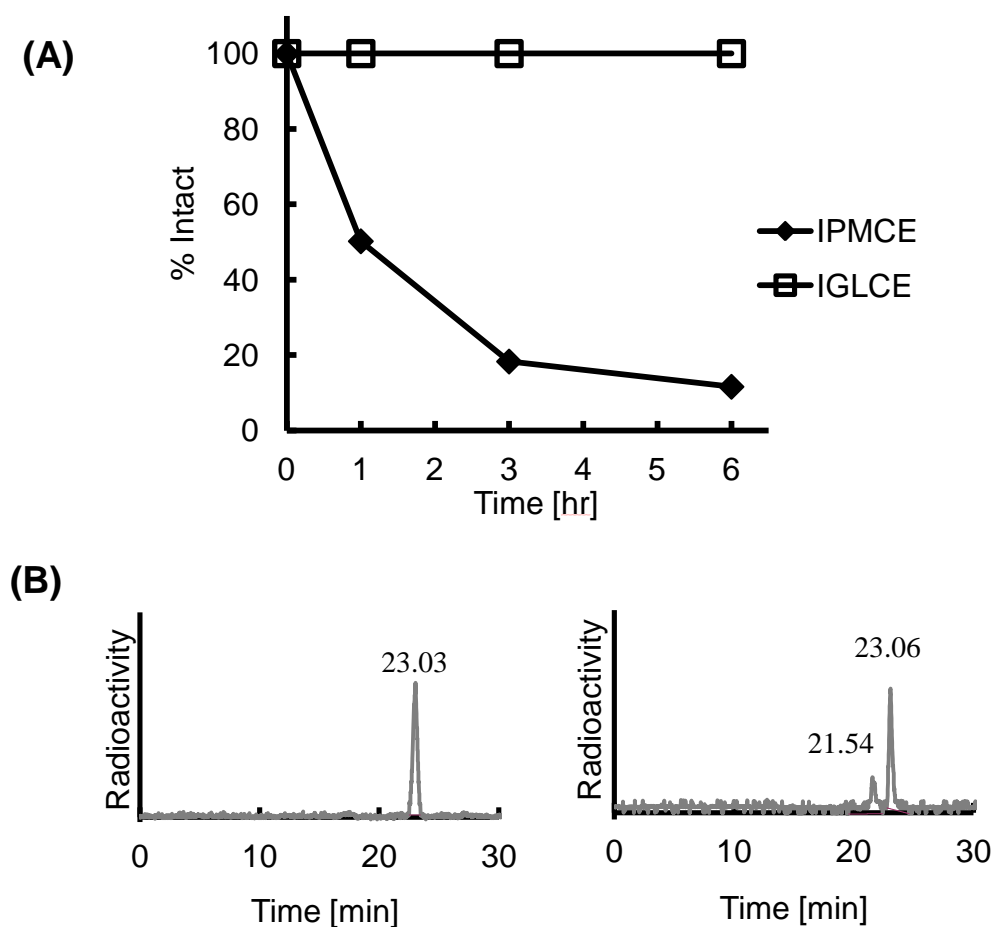 (A)
100
80
60
40
20
0
% Intact
0 1 2 3 4 5 6
Time [hr]
IPMCE
IGLCE
(B)
Radioactivity
23.03
0 10 20 30
Time [min]
Radioactivity
23.06
21.54
0 10 20 30
Time [min]